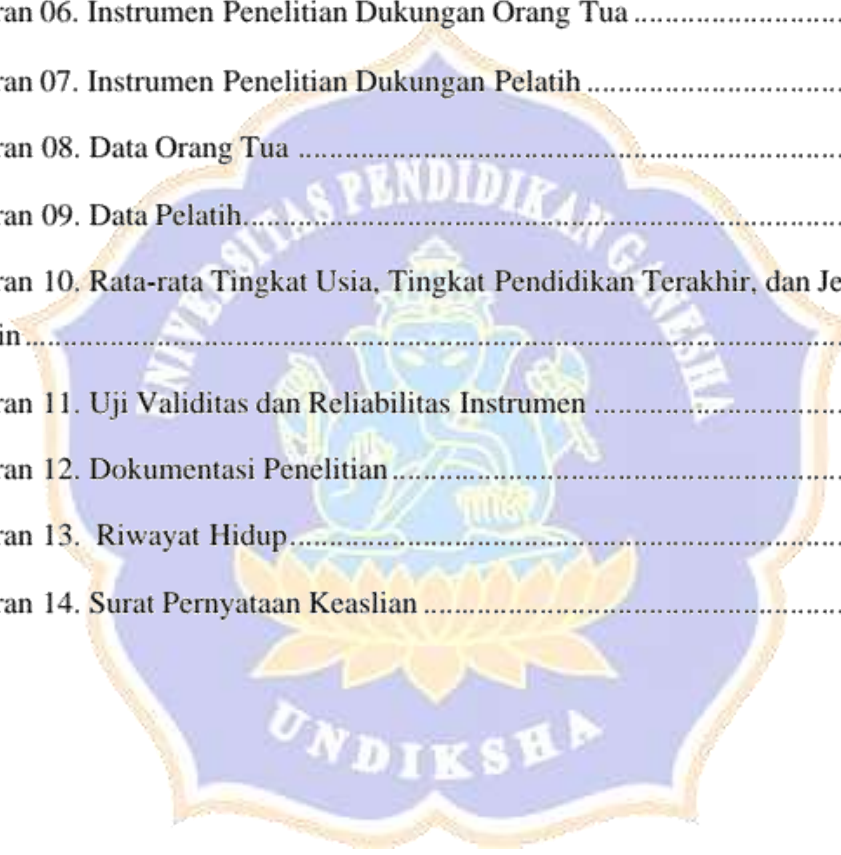 ran 06. Instrumen Penelitian Dukungan Orang Tua ........................
ran 07. Instrumen Penelitian Dukungan Pelatih ............................
ran 08. Data Orang Tua ............................................................
ran 09. Data Pelatih..................................................................
ran 10. Rata-rata Tingkat Usia, Tingkat Pendidikan Terakhir, dan Je
in..........................................................................................
ran 11. Uji Validitas dan Reliabilitas Instrumen ...........................
ran 12. Dokumentasi Penelitian..................................................
ran 13. Riwayat Hidup..............................................................
ran 14. Surat Pernyataan Keaslian ..............................................
UNIVERSITAS PENDIDIKAN GANESHA
UNDIKSHA